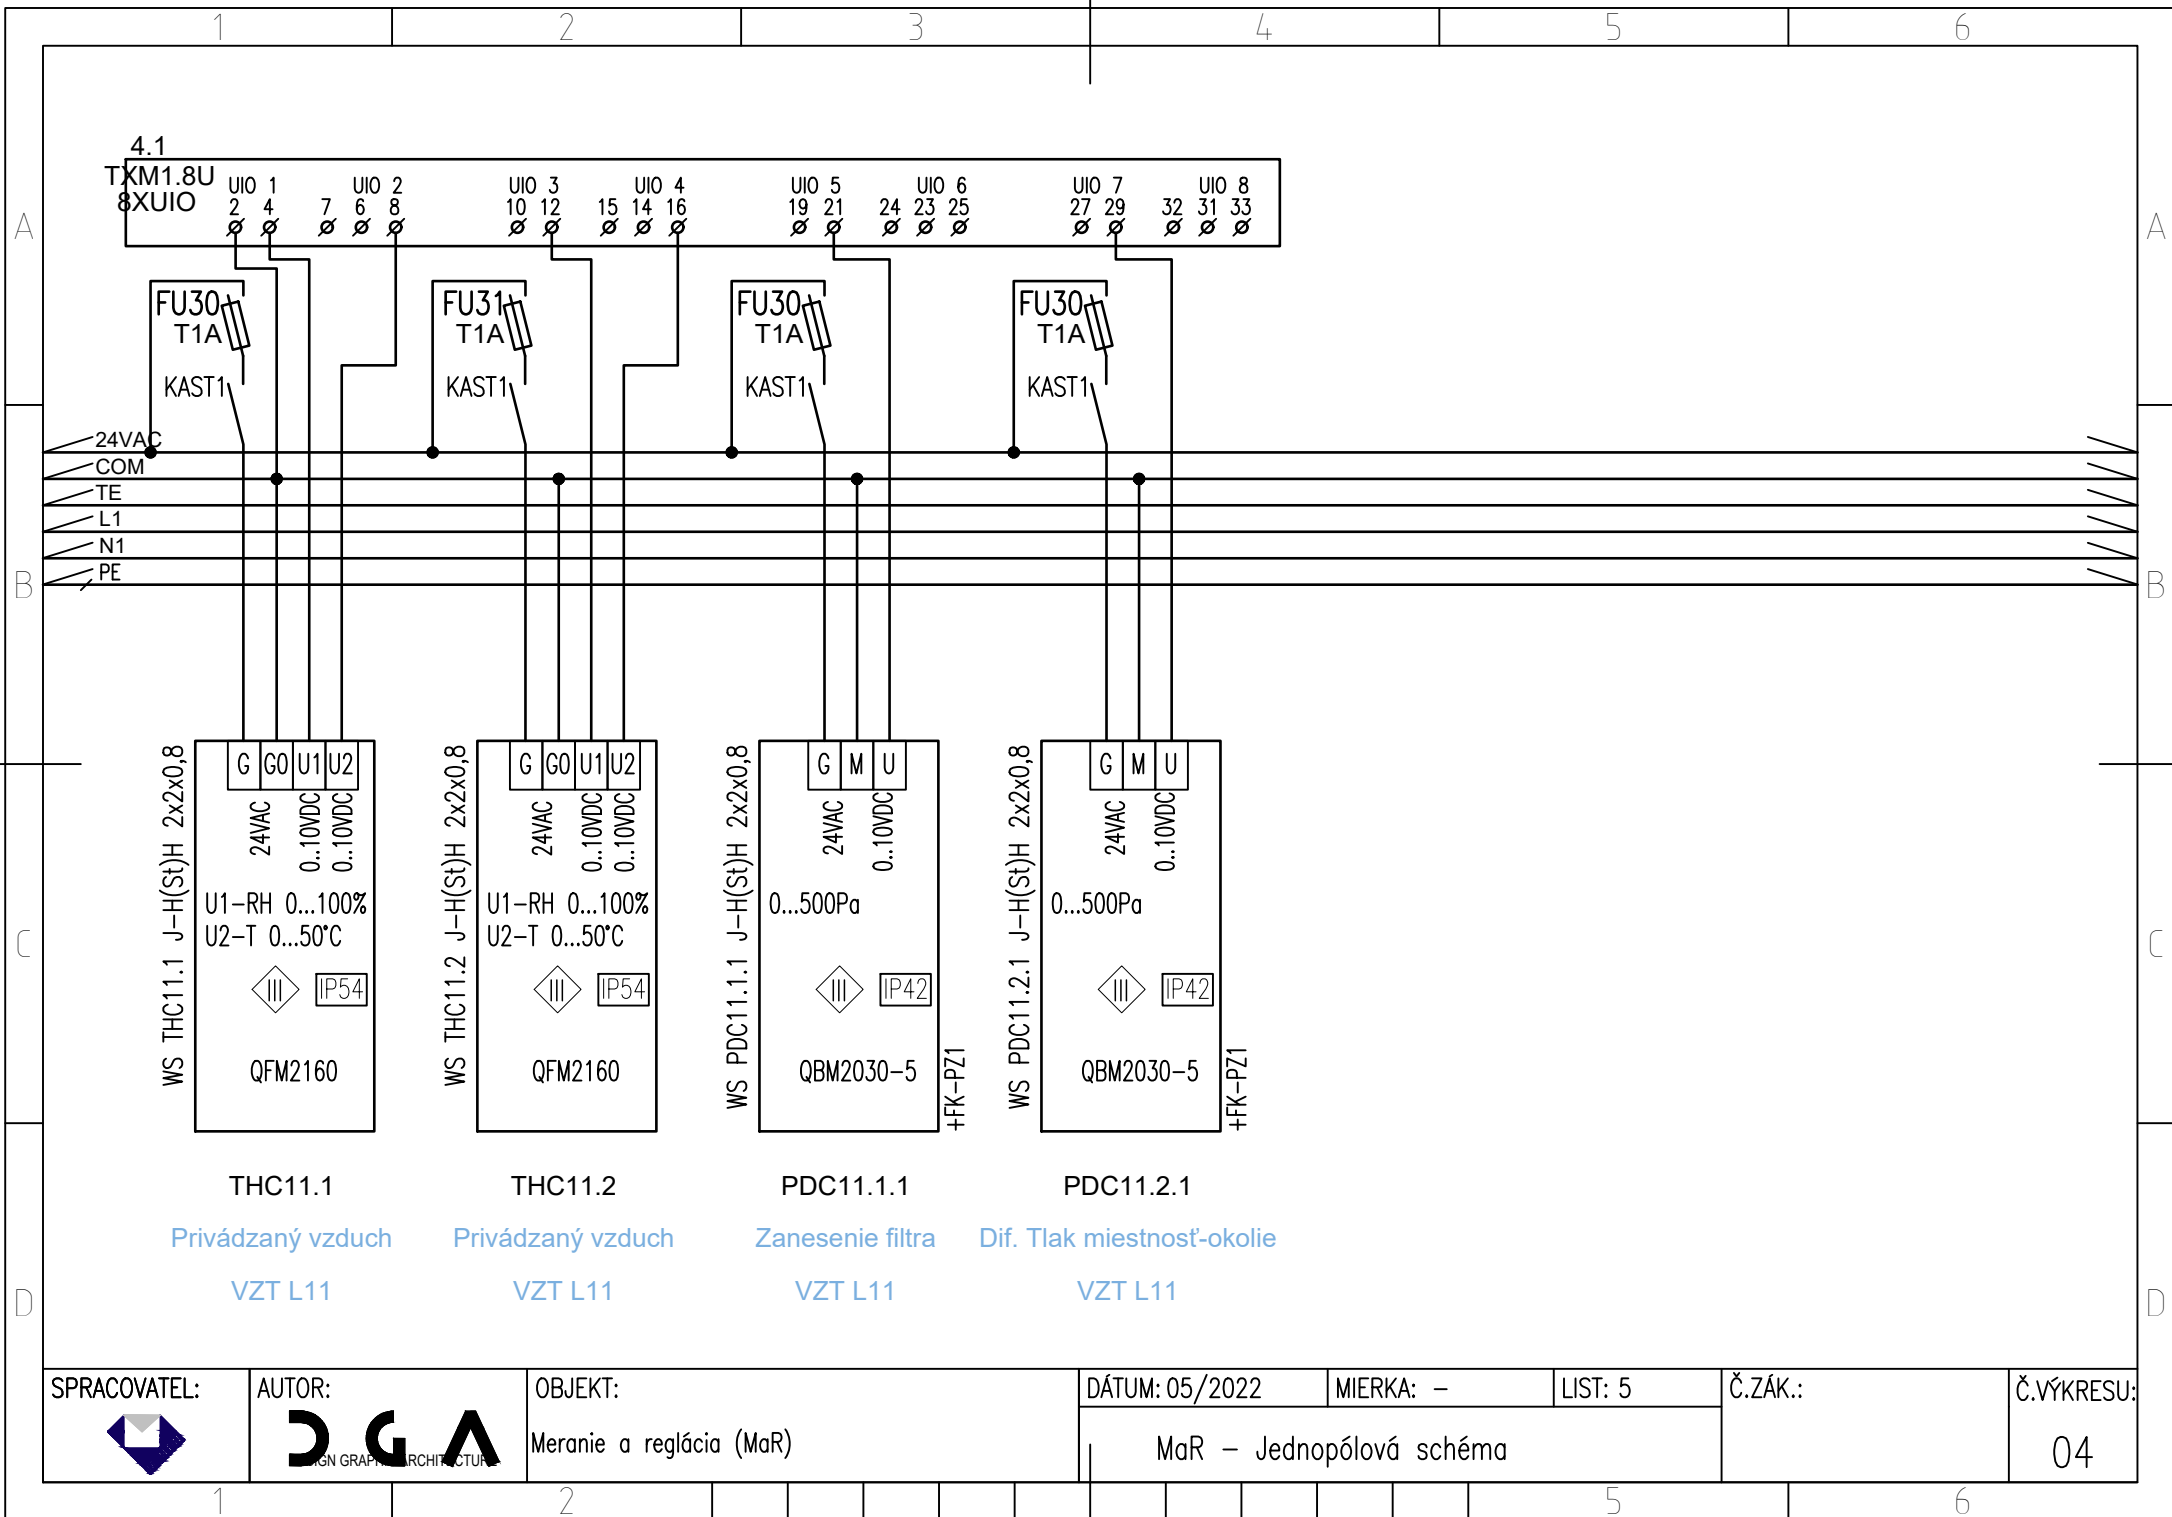 1 2 3 4 5 6
4.1
TXM1.8U
8XUIO
UIO 1 UIO 2 UIO 3 UIO 4 UIO 5 UIO 6 UIO 7 UIO 8
2 4 7 6 8 10 12 15 14 16 19 21 24 23 25 27 29 32 31 33
A A
FU30 FU31 FU30 FU30
T1A T1A T1A T1A
KAST1 KAST1 KAST1 KAST1
24VAC
COM
TE
L1
N1
PE
B B
G G0 U1 U2
24VAC
0..10VDC
0..10VDC
U1-RH 0...100%
U2-T 0...50°C
III IP54
QFM2160
WS THC11.1 J-H(St)H 2x2x0,8
G G0 U1 U2
24VAC
0..10VDC
0..10VDC
U1-RH 0...100%
U2-T 0...50°C
III IP54
QFM2160
WS THC11.2 J-H(St)H 2x2x0,8
G M U
24VAC
0..10VDC
0...500Pa
III IP42
QBM2030-5
WS PDC11.1.1 J-H(St)H 2x2x0,8
+FK-PZ1
G M U
24VAC
0..10VDC
0...500Pa
III IP42
QBM2030-5
WS PDC11.2.1 J-H(St)H 2x2x0,8
+FK-PZ1
C C
THC11.1 THC11.2 PDC11.1.1 PDC11.2.1
Privádzaný vzduch Privádzaný vzduch Zanesenie filtra Dif. Tlak miestnosť-okolie
VZT L11 VZT L11 VZT L11 VZT L11
D D
SPRACOVATEL: AUTOR: OBJEKT: DÁTUM: 05/2022 MIERKA: - LIST: 5 Č.ZÁK.: Č.VÝKRESU:
DGA
Meranie a reglácia (MaR)
MaR - Jednopólová schéma
04
1 2 5 6